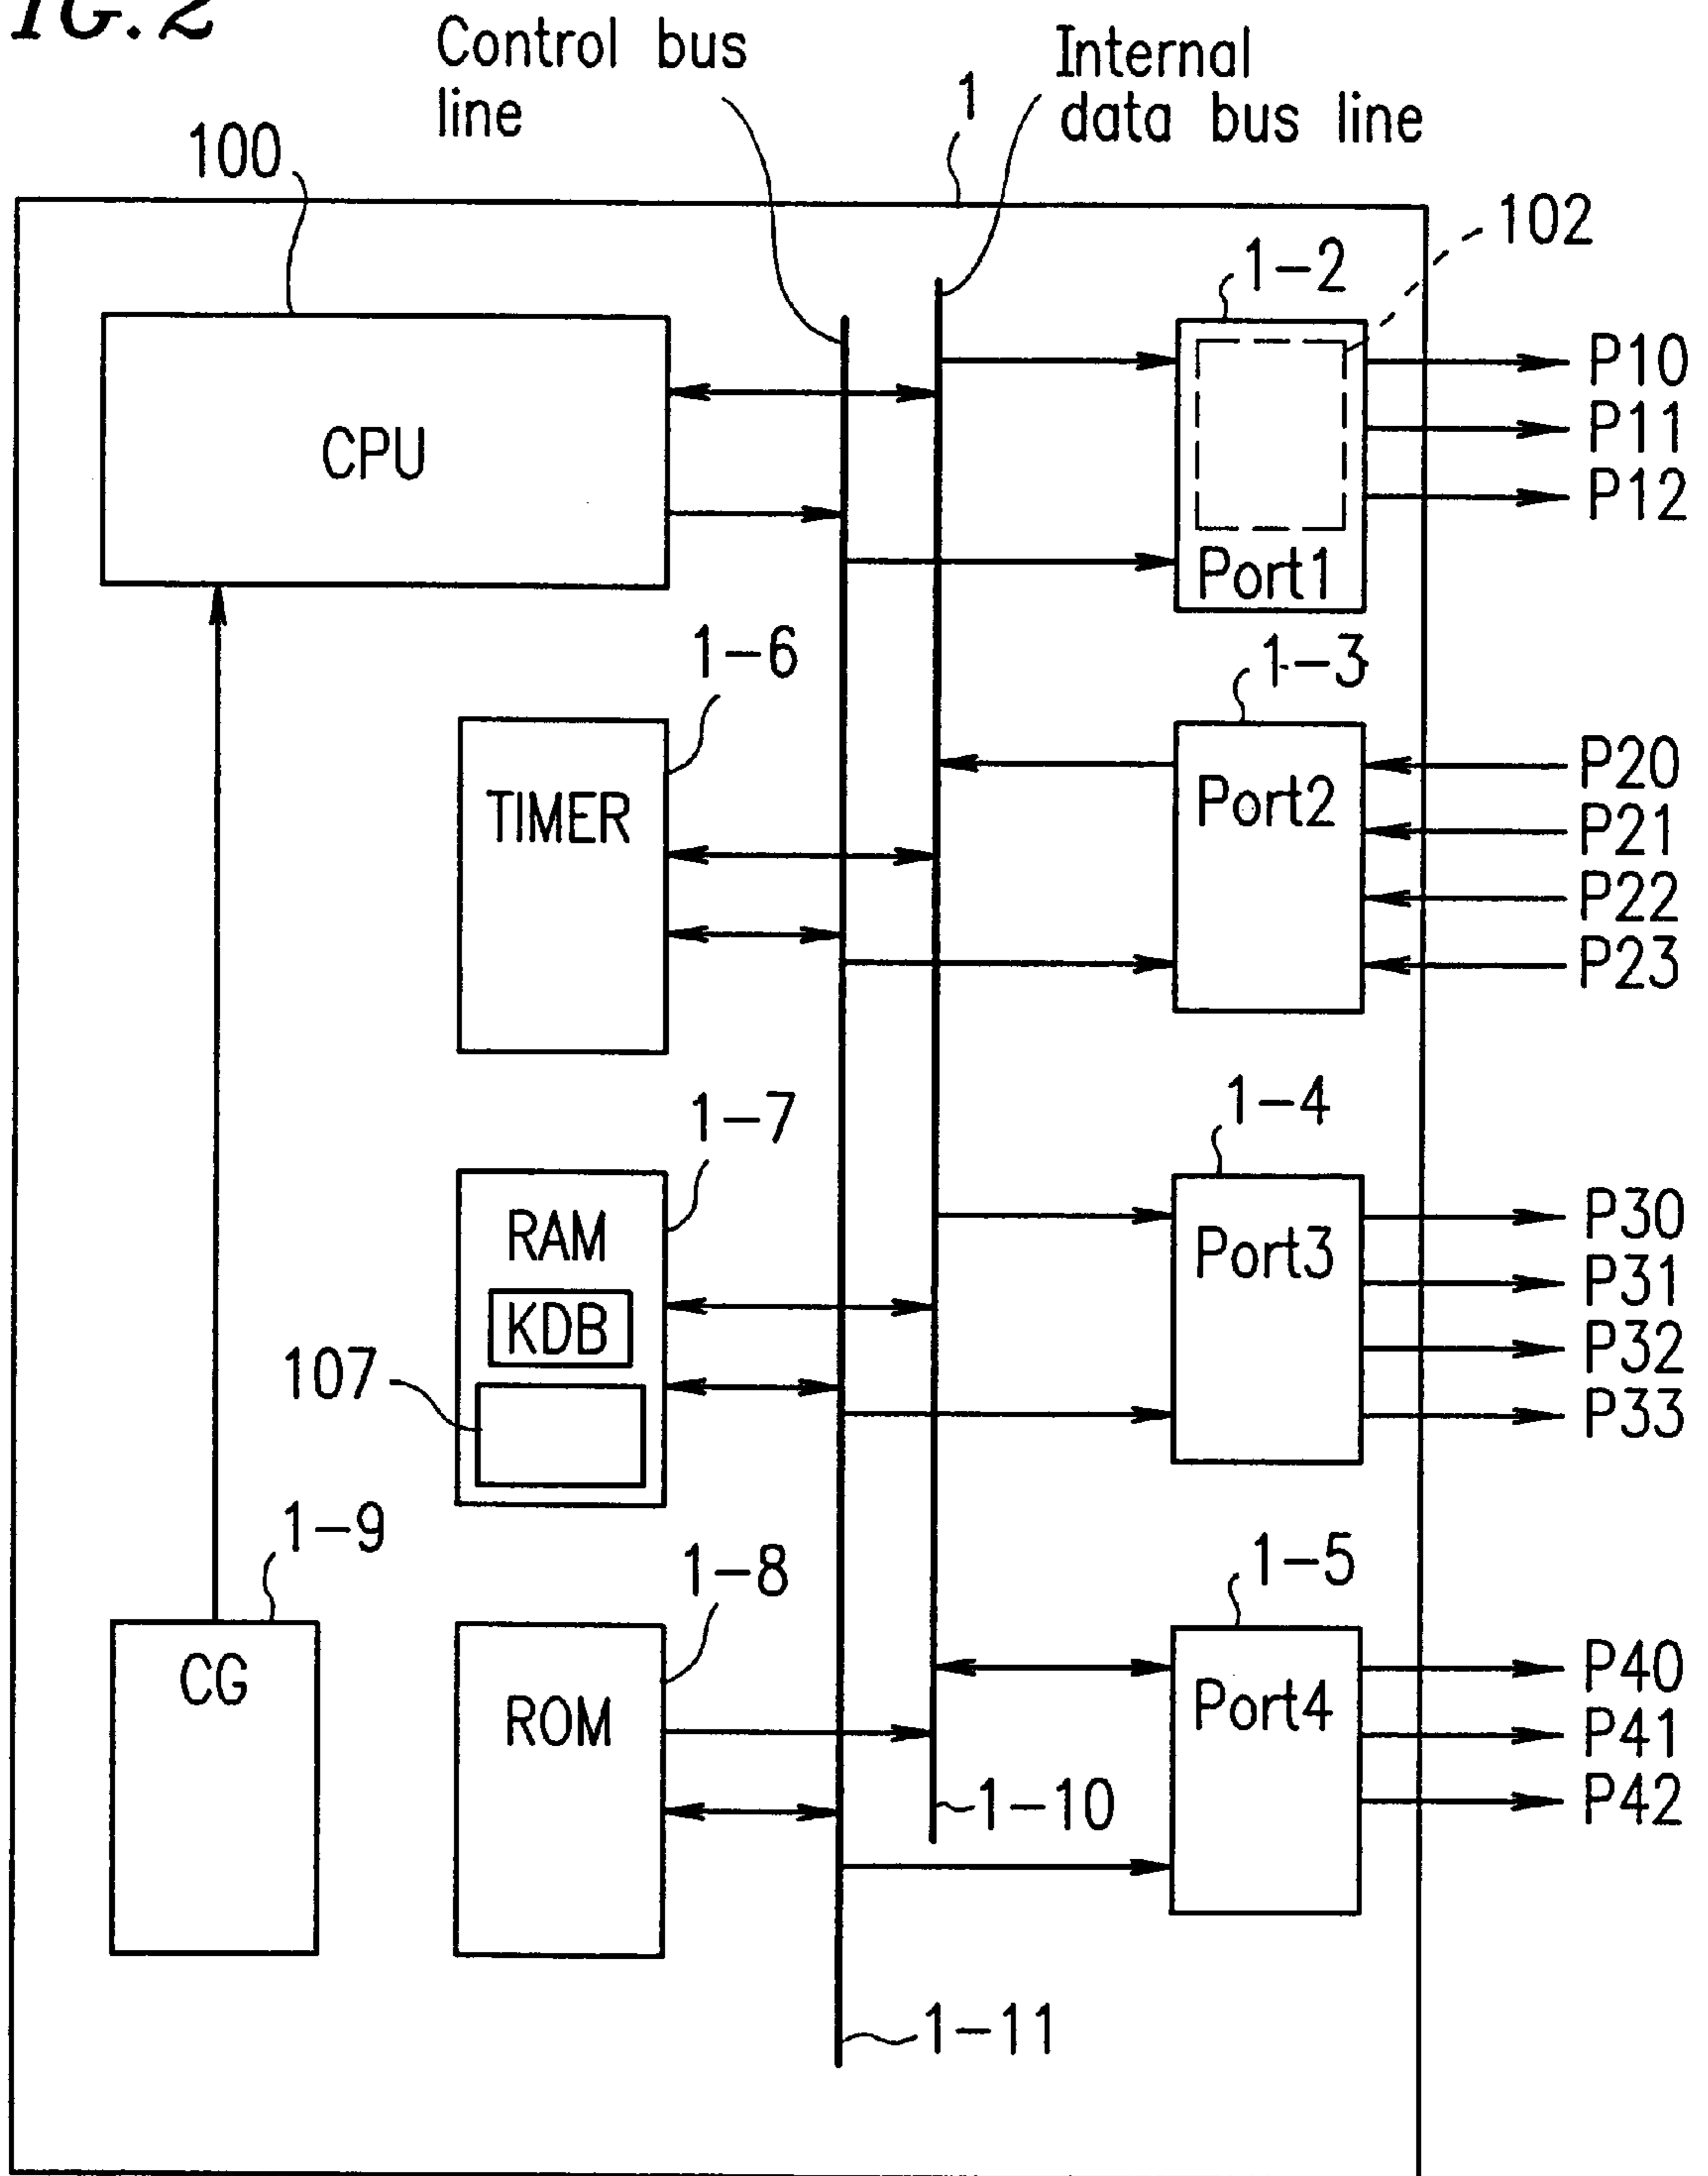 IG. 2
Control bus
line
Internal
data bus line
1
100
102
1-2
CPU
Port1
P10
P11
P12
1-6
TIMER
1-3
Port2
P20
P21
P22
P23
1-7
RAM
KDB
107
1-4
Port3
P30
P31
P32
P33
1-9
CG
1-8
ROM
1-5
Port4
P40
P41
P42
1-10
1-11